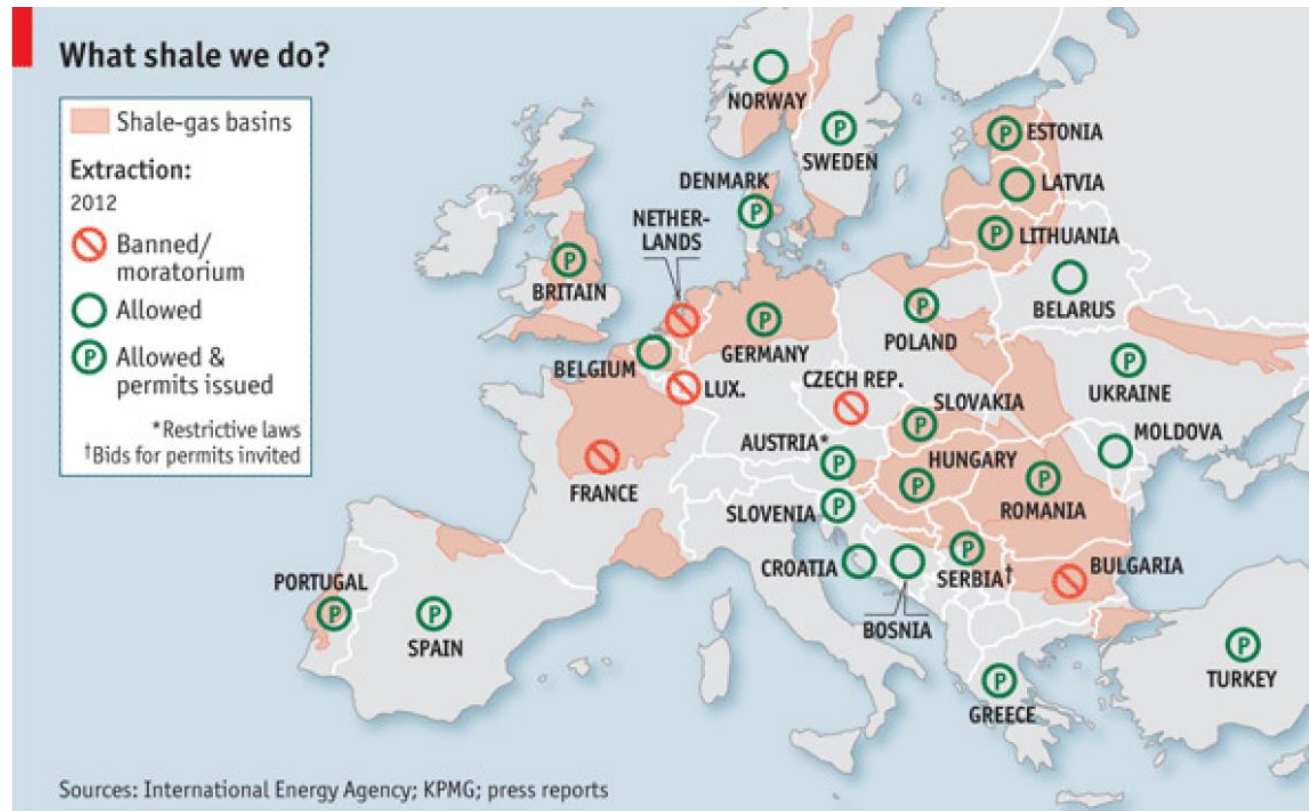 What shale we do?
Shale-gas basins
Extraction:
2012
Banned/
moratorium
Allowed
P Allowed &
permits issued
*Restrictive laws
†Bids for permits invited
NORWAY
P
SWEDEN
P
ESTONIA
LATVIA
P
LITHUANIA
DENMARK
P
NETHER-
LANDS
P
BRITAIN
BELARUS
P
POLAND
P
GERMANY
BELGIUM
LUX.
CZECH REP.
P
UKRAINE
SLOVAKIA
P
MOLDOVA
AUSTRIA*
P
HUNGARY
P
P
ROMANIA
FRANCE
SLOVENIA
P
CROATIA
BOSNIA
P
SERBIA†
BULGARIA
PORTUGAL
P
P
SPAIN
P
GREECE
P
TURKEY
Sources: International Energy Agency; KPMG; press reports